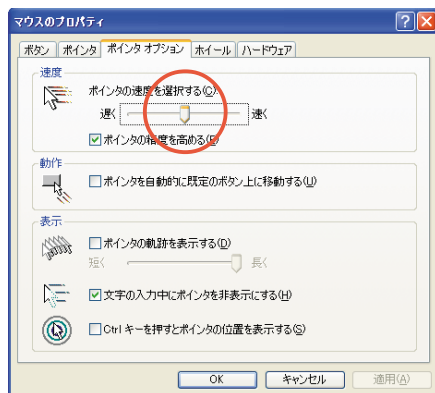 マウスのプロパティ
ボタン ポインタ ポインタ オプション ホイール ハードウェア
速度
ポインタの速度を選択する(C):
遅く 速く
ポインタの精度を高める(E)
動作
ポインタを自動的に既定のボタン上に移動する(U)
表示
ポインタの軌跡を表示する(D)
短く 長く
文字の入力中にポインタを非表示にする(H)
Ctrl キーを押すとポインタの位置を表示する(S)
OK キャンセル 適用(A)